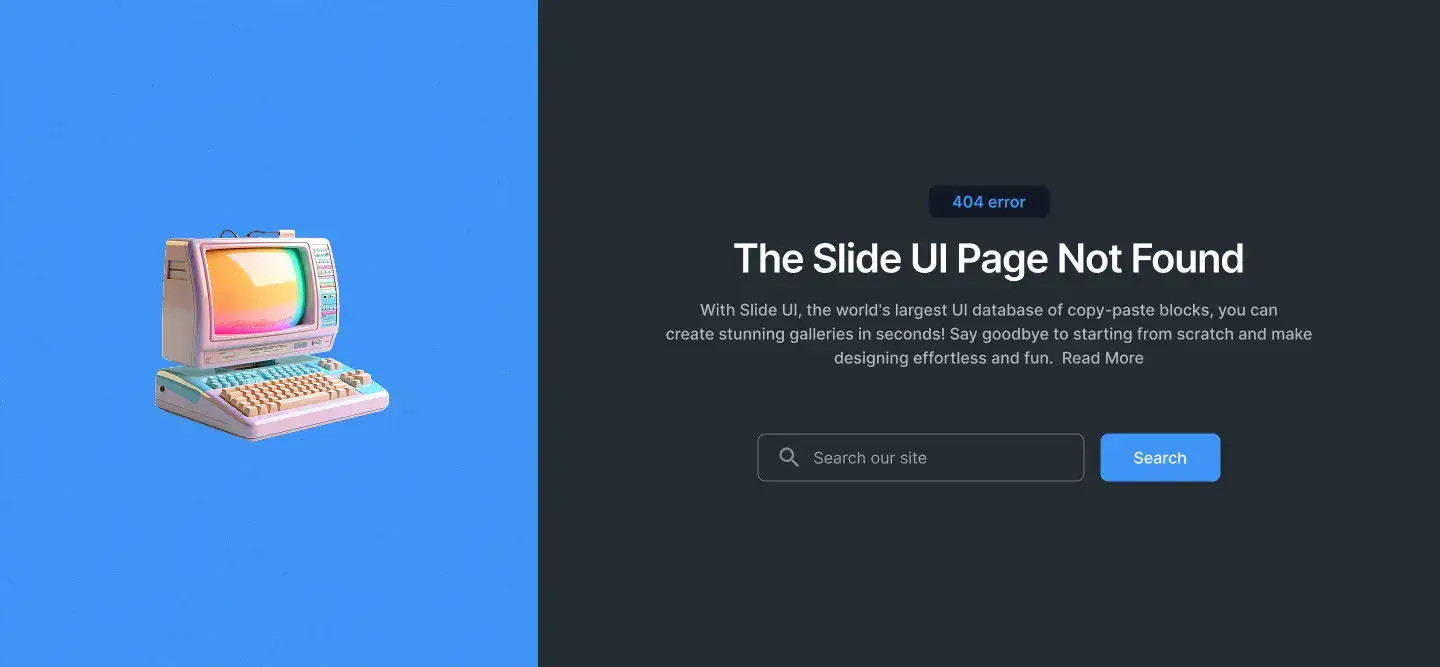 404 error
The Slide UI Page Not Found
With Slide UI, the world's largest UI database of copy-paste blocks, you can
create stunning galleries in seconds! Say goodbye to starting from scratch and make
designing effortless and fun.  Read More
Search our site
Search